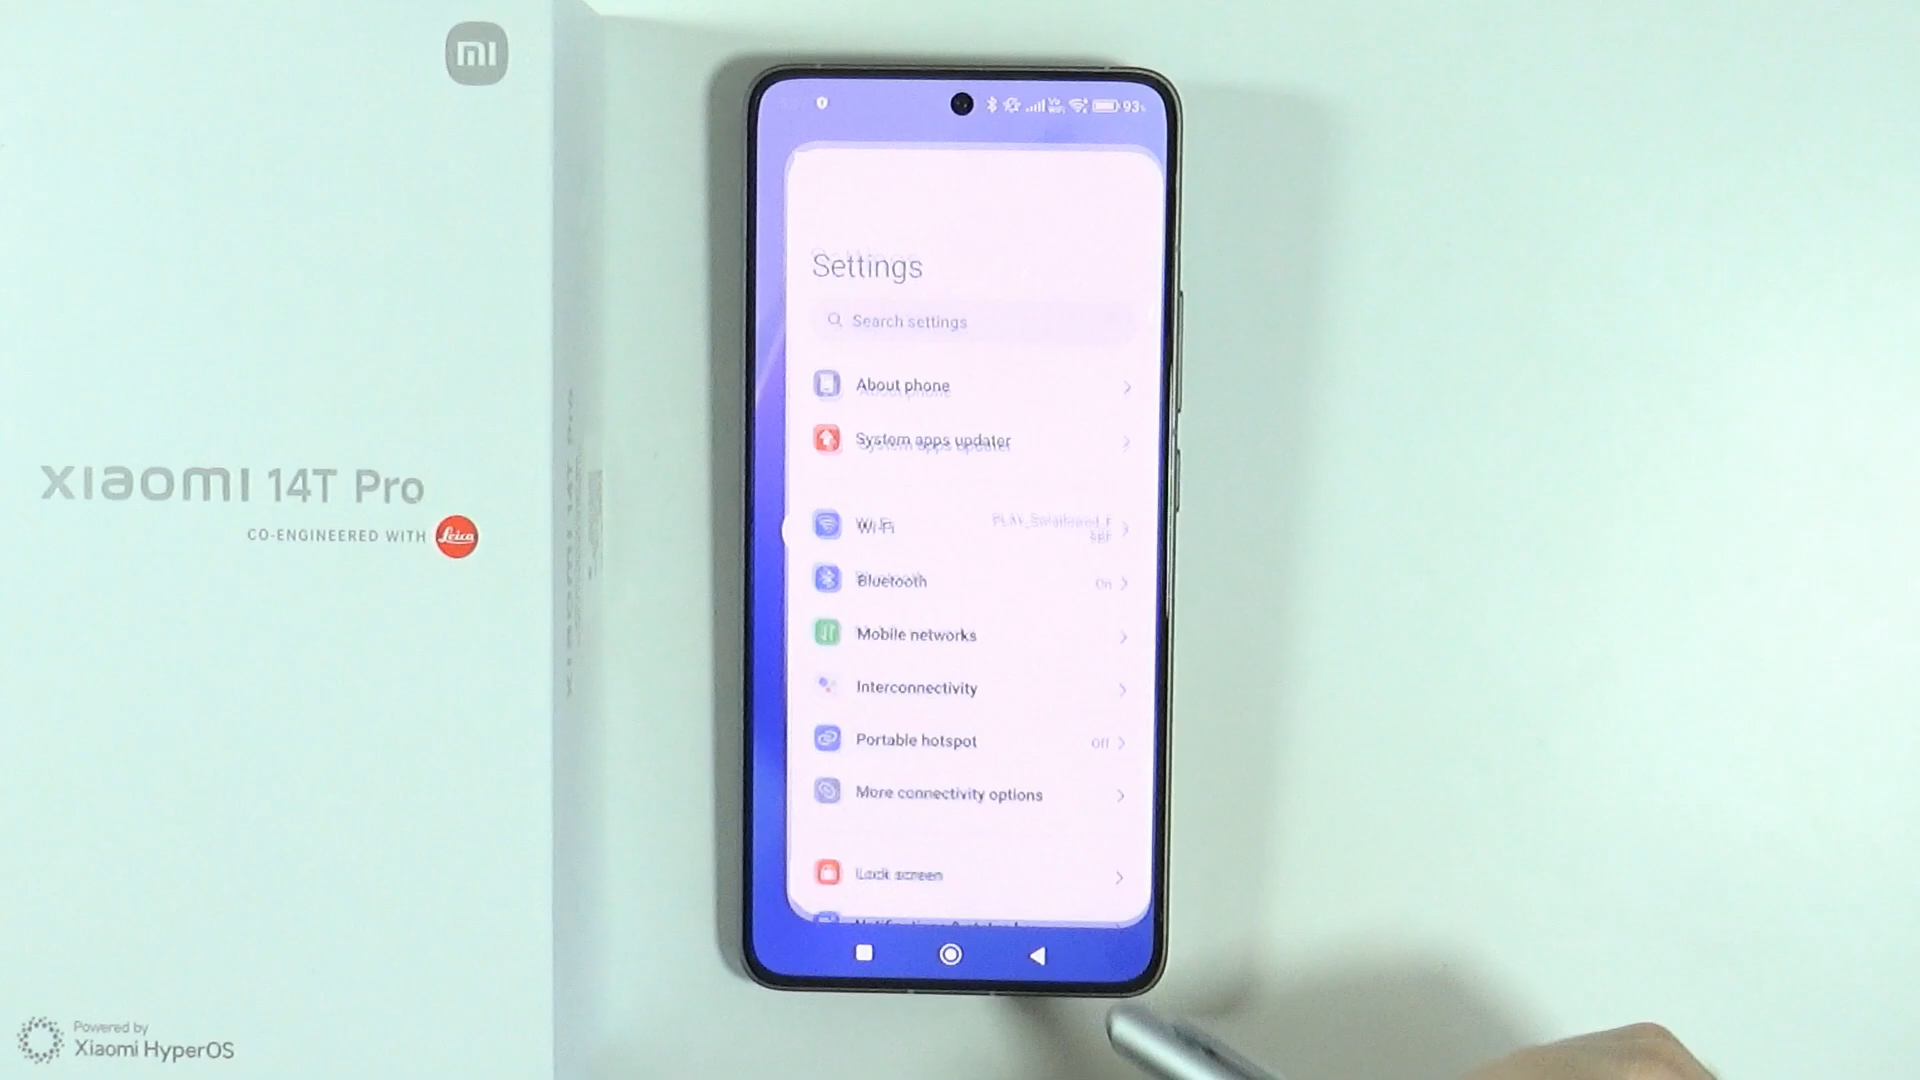 mi
XIAOMI 14T Pro
CO-ENGINEERED WITH Leica
Powered by
Xiaomi HyperOS
93
Settings
Search settings
About phone
System apps updater
Wi-Fi
Bluetooth On
Mobile networks
Interconnectivity
Portable hotspot Off
More connectivity options
Lock screen